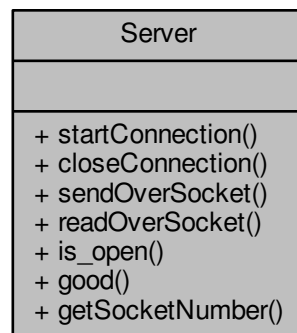 Server
+ startConnection()
+ closeConnection()
+ sendOverSocket()
+ readOverSocket()
+ is_open()
+ good()
+ getSocketNumber()